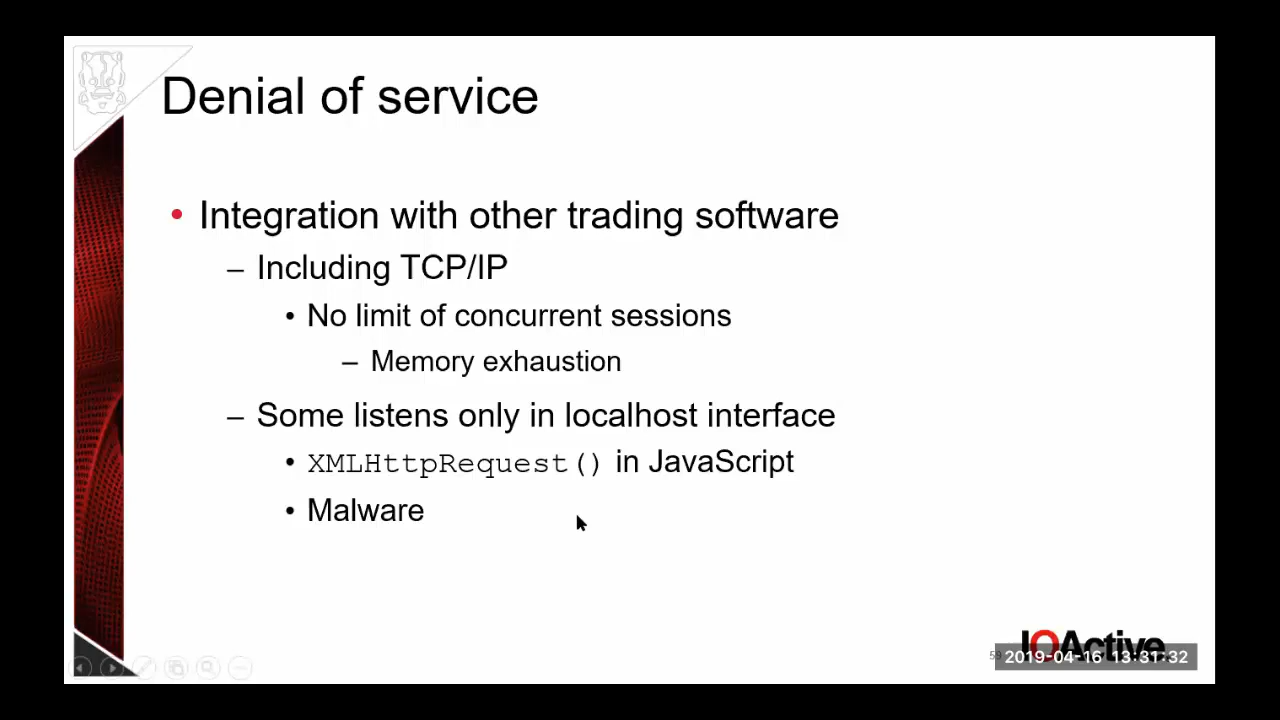 Denial of service
• Integration with other trading software
– Including TCP/IP
• No limit of concurrent sessions
– Memory exhaustion
– Some listens only in localhost interface
• XMLHttpRequest() in JavaScript
• Malware
IOActive
59
2019-04-16 13:31:32